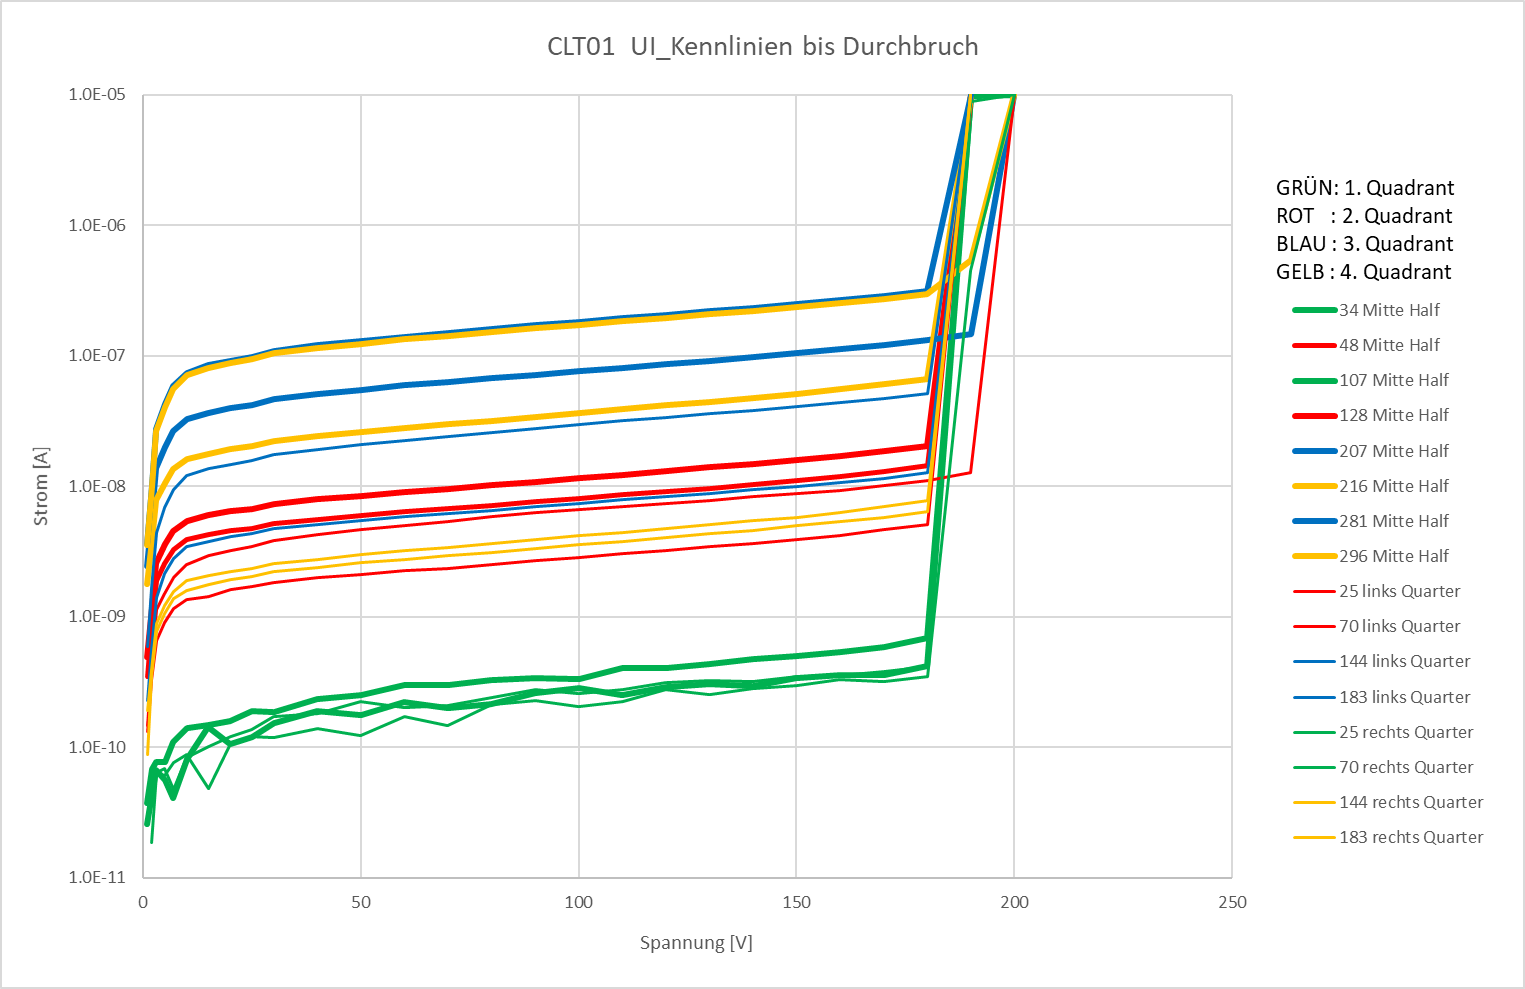 CLT01  UI_Kennlinien bis Durchbruch
1.0E-05
1.0E-06
1.0E-07
1.0E-08
1.0E-09
1.0E-10
1.0E-11
Strom [A]
0
50
100
150
200
250
Spannung [V]
GRÜN: 1. Quadrant
ROT   : 2. Quadrant
BLAU : 3. Quadrant
GELB : 4. Quadrant
34 Mitte Half
48 Mitte Half
107 Mitte Half
128 Mitte Half
207 Mitte Half
216 Mitte Half
281 Mitte Half
296 Mitte Half
25 links Quarter
70 links Quarter
144 links Quarter
183 links Quarter
25 rechts Quarter
70 rechts Quarter
144 rechts Quarter
183 rechts Quarter